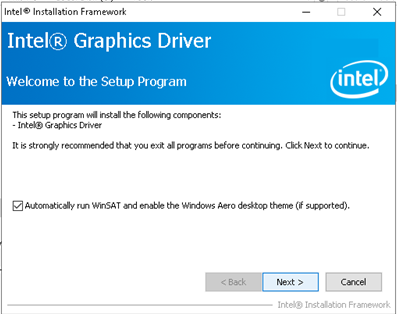 Intel® Installation Framework
Intel® Graphics Driver
Welcome to the Setup Program
intel
This setup program will install the following components:
- Intel® Graphics Driver
It is strongly recommended that you exit all programs before continuing. Click Next to continue.
Automatically run WinSAT and enable the Windows Aero desktop theme (if supported).
< Back Next > Cancel
Intel® Installation Framework